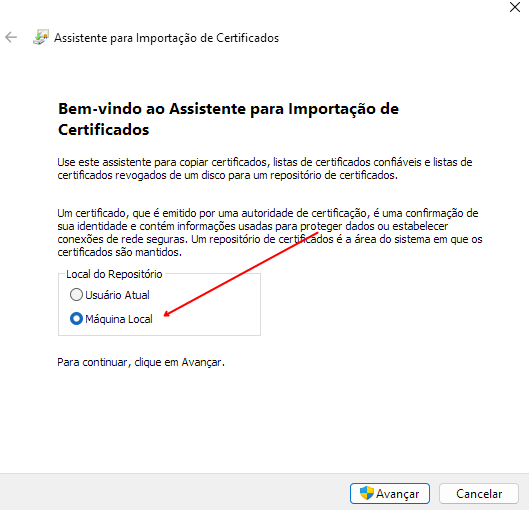 Assistente para Importação de Certificados
Bem-vindo ao Assistente para Importação de
Certificados
Use este assistente para copiar certificados, listas de certificados confiáveis e listas de
certificados revogados de um disco para um repositório de certificados.
Um certificado, que é emitido por uma autoridade de certificação, é uma confirmação de
sua identidade e contém informações usadas para proteger dados ou estabelecer
conexões de rede seguras. Um repositório de certificados é a área do sistema em que os
certificados são mantidos.
Local do Repositório
Usuário Atual
Máquina Local
Para continuar, clique em Avançar.
Avançar
Cancelar